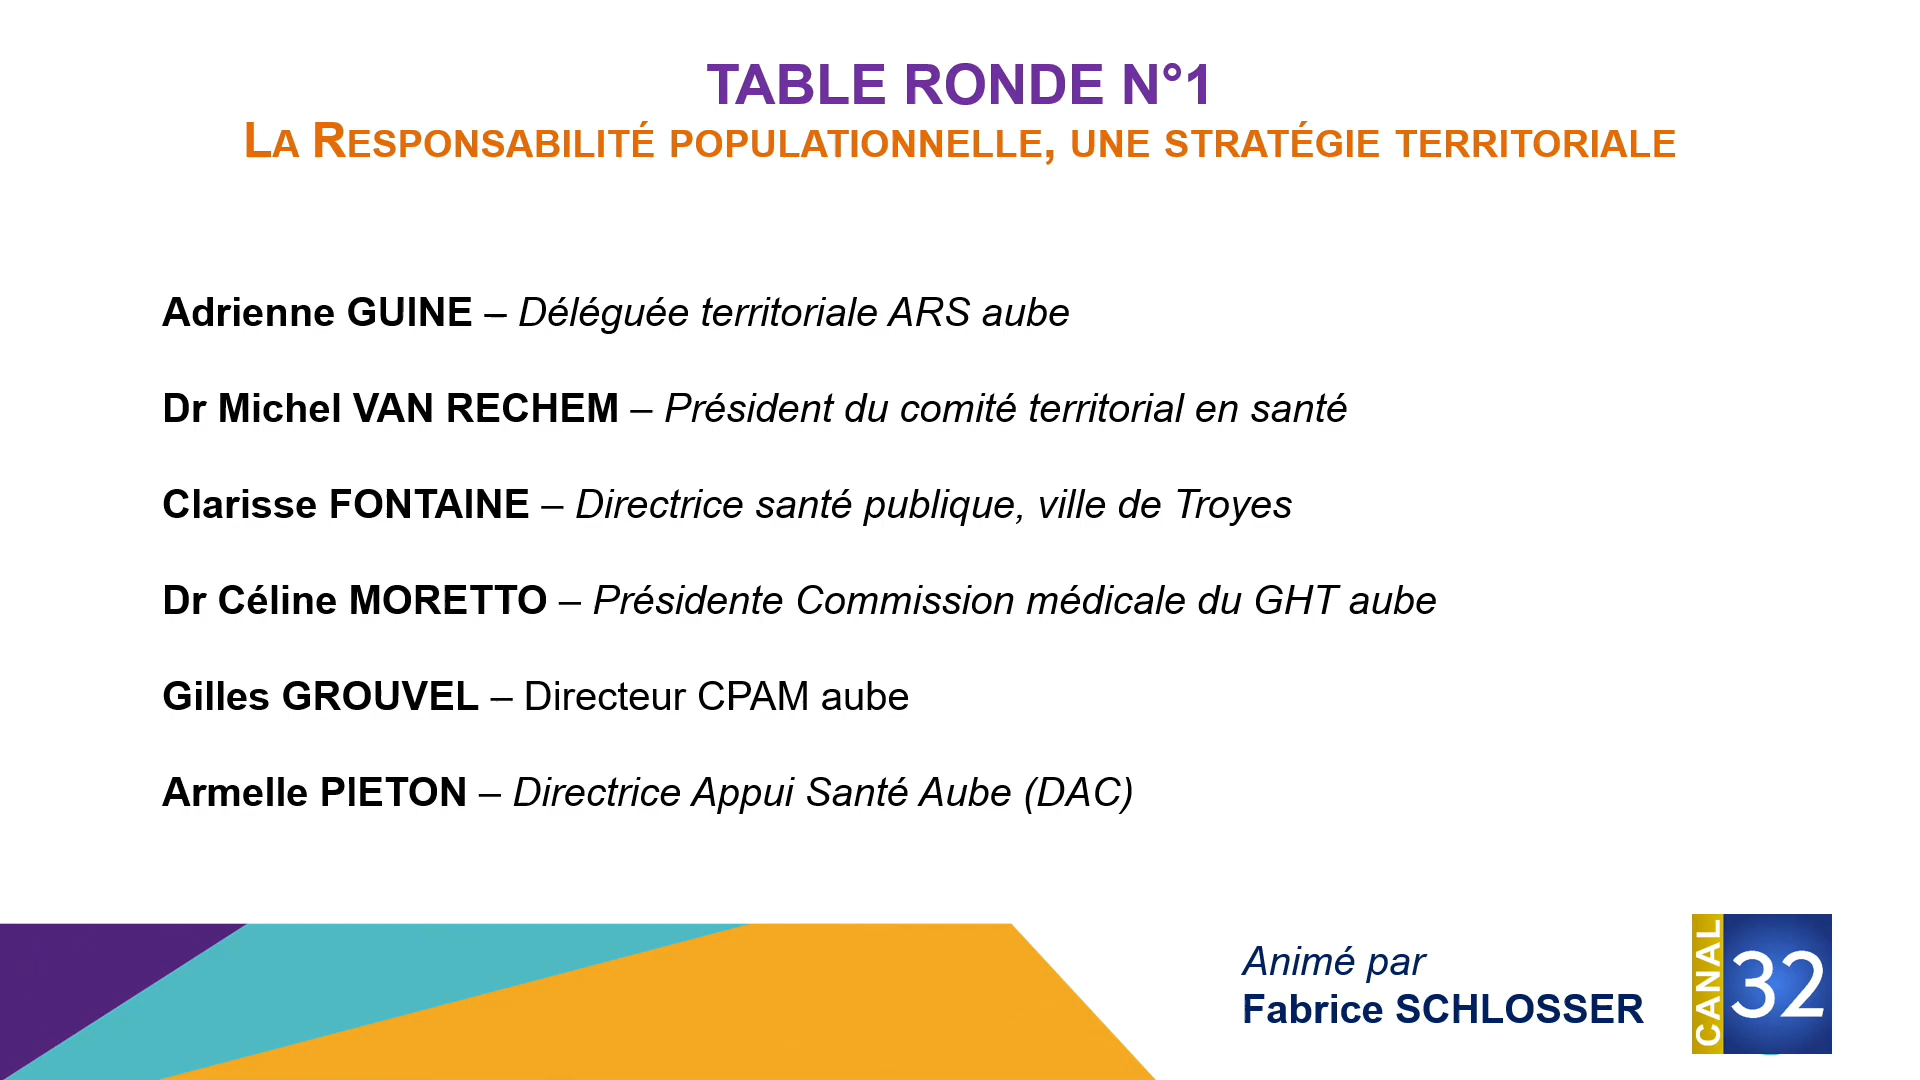 TABLE RONDE N°1
LA RESPONSABILITÉ POPULATIONNELLE, UNE STRATÉGIE TERRITORIALE
Adrienne GUINE – Déléguée territoriale ARS aube
Dr Michel VAN RECHEM – Président du comité territorial en santé
Clarisse FONTAINE – Directrice santé publique, ville de Troyes
Dr Céline MORETTO – Présidente Commission médicale du GHT aube
Gilles GROUVEL – Directeur CPAM aube
Armelle PIETON – Directrice Appui Santé Aube (DAC)
Animé par
Fabrice SCHLOSSER
CANAL 32